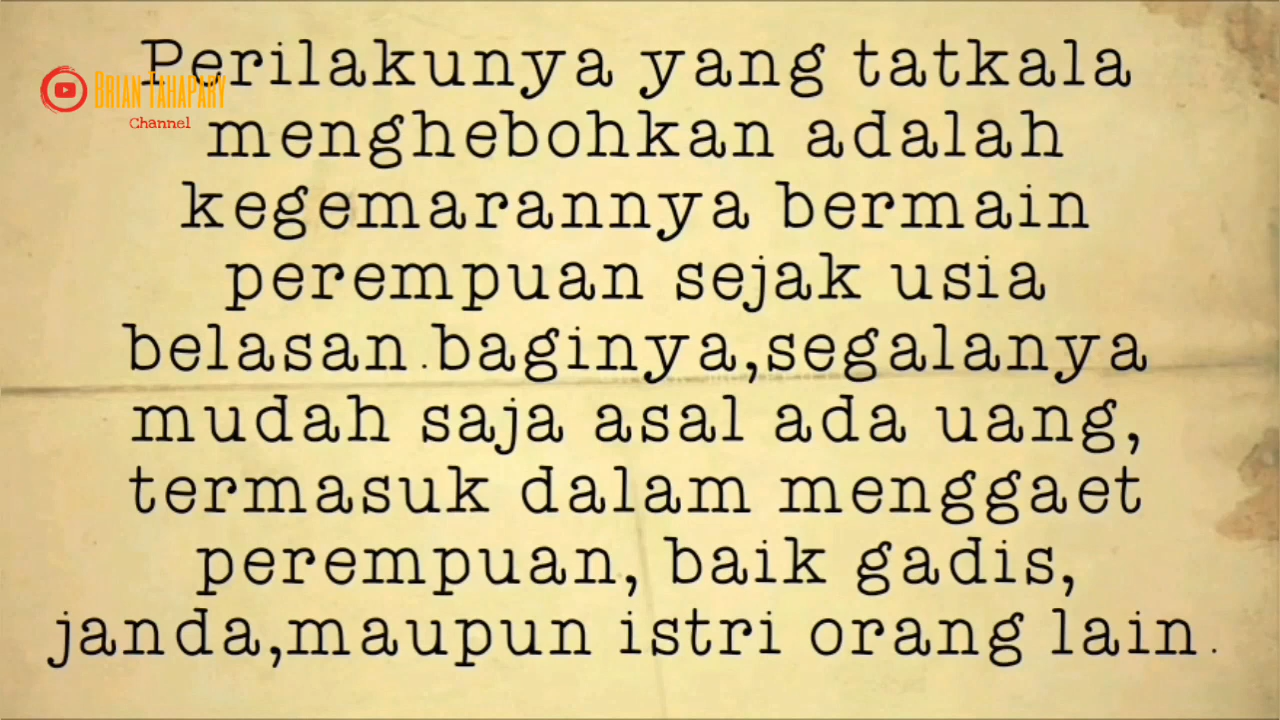 Perilakunya yang tatkala
BRIAN TAHAPARY
Channel
menghebohkan adalah
kegemarannya bermain
perempuan sejak usia
belasan.baginya,segalanya
mudah saja asal ada uang,
termasuk dalam menggaet
perempuan, baik gadis,
janda,maupun istri orang lain.